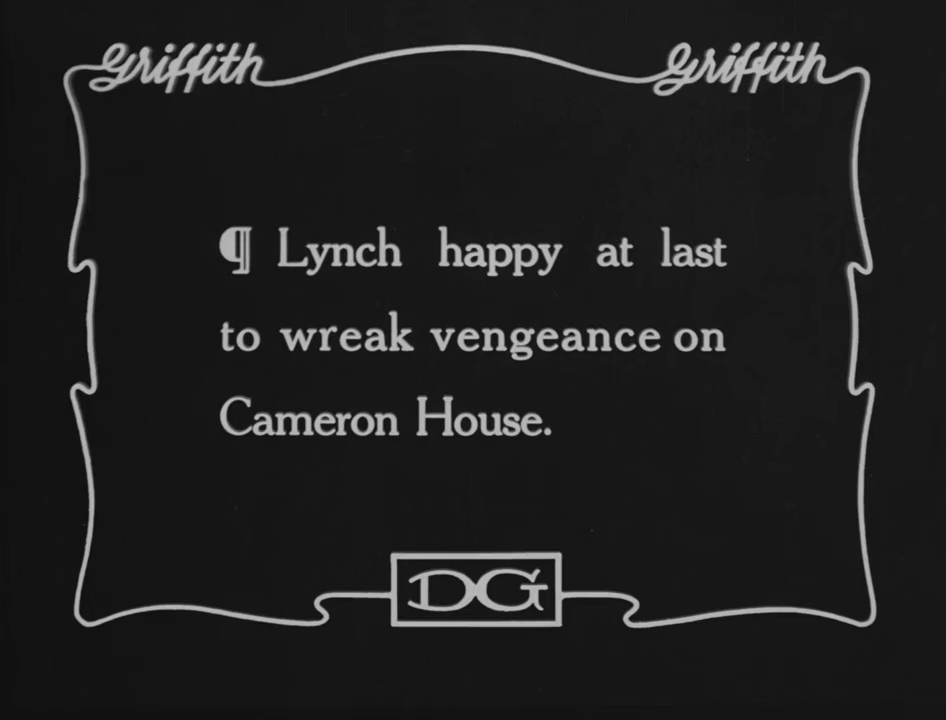 Griffith Griffith
¶ Lynch happy at last
to wreak vengeance on
Cameron House.
DG